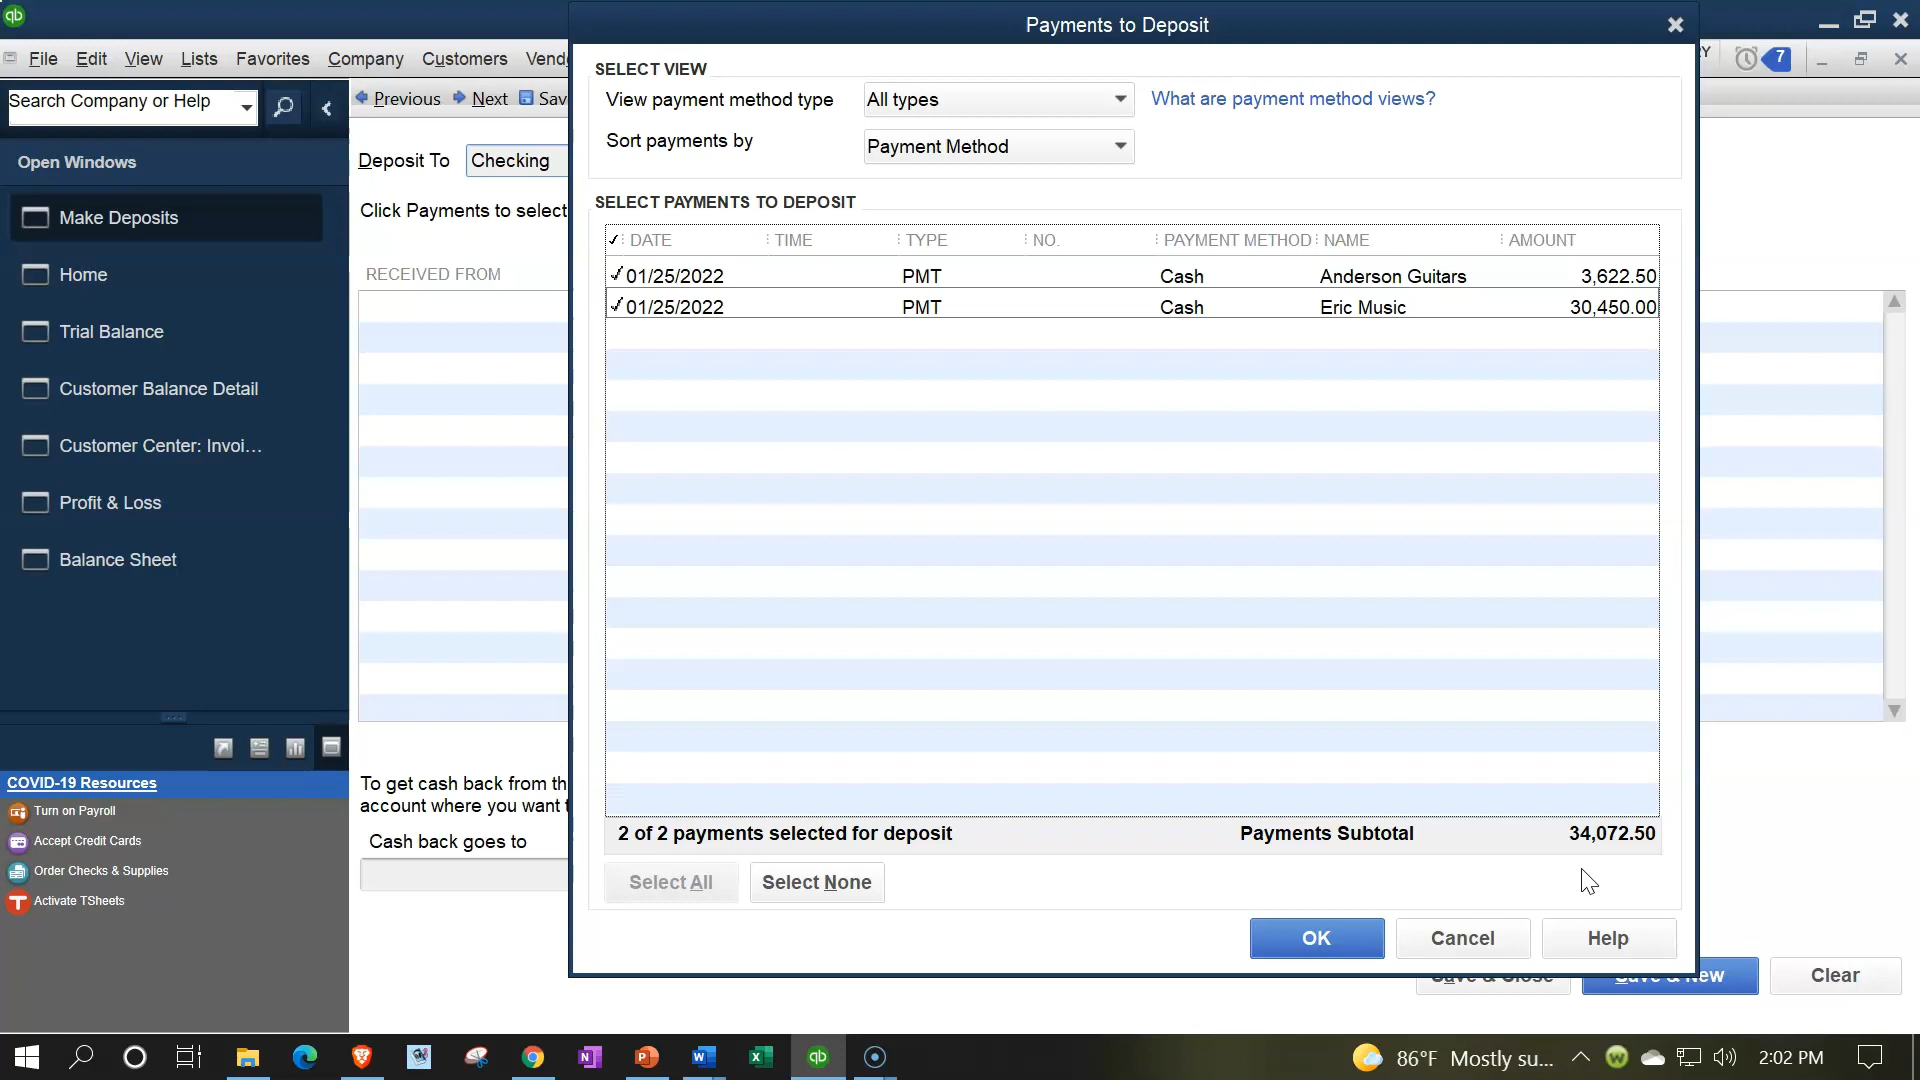 qb
Payments to Deposit
File Edit View Lists Favorites Company Customers Vend
Y 7
Search Company or Help
Previous Next Sav
Open Windows
Make Deposits
Home
Trial Balance
Customer Balance Detail
Customer Center: Invoi...
Profit & Loss
Balance Sheet
COVID-19 Resources
Turn on Payroll
Accept Credit Cards
Order Checks & Supplies
Activate TSheets
Deposit To Checking
Click Payments to select
RECEIVED FROM
To get cash back from th
account where you want t
Cash back goes to
SELECT VIEW
View payment method type All types What are payment method views?
Sort payments by Payment Method
SELECT PAYMENTS TO DEPOSIT
✓ DATE TIME TYPE NO. PAYMENT METHOD NAME AMOUNT
✓ 01/25/2022 PMT Cash Anderson Guitars 3,622.50
✓ 01/25/2022 PMT Cash Eric Music 30,450.00
2 of 2 payments selected for deposit Payments Subtotal 34,072.50
Select All Select None
OK Cancel Help
Save & Close Save & New Clear
86°F Mostly su... 2:02 PM